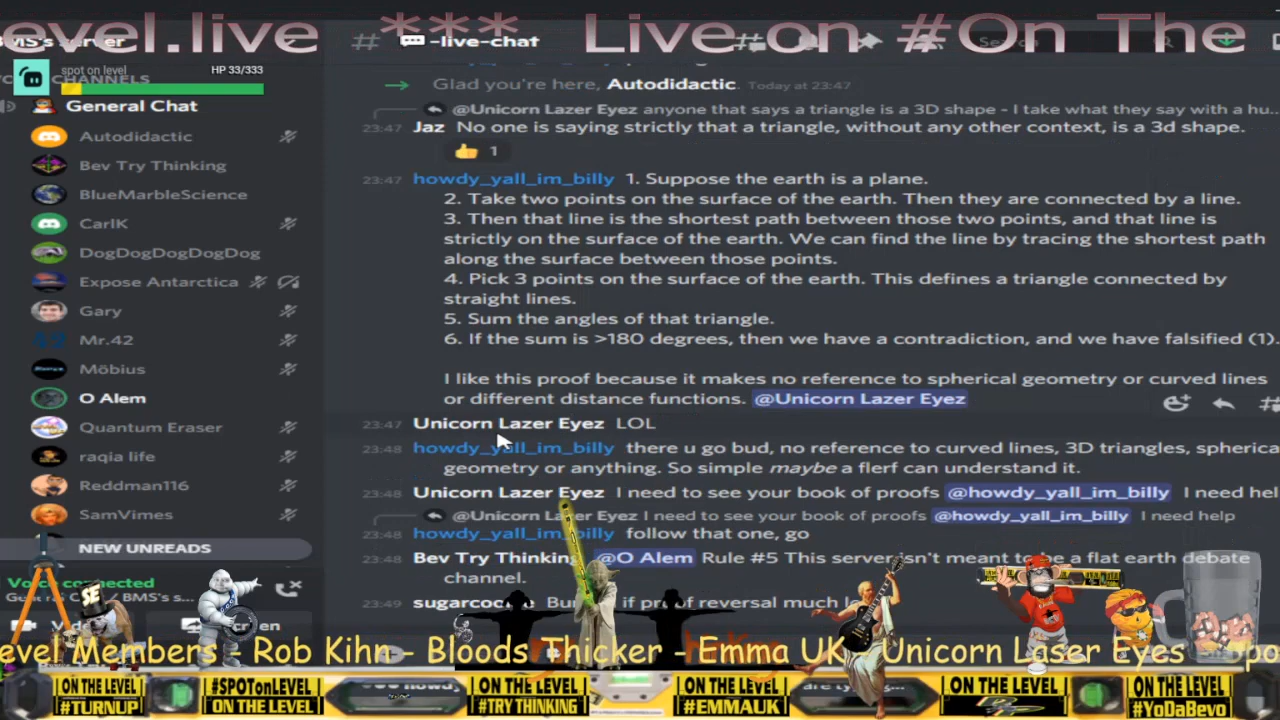 evel.live *** Live on #On The
BMS's server
# -live-chat
Search
spot on level HP 33/333
CHANNELS
General Chat
Autodidactic
Bev Try Thinking
BlueMarbleScience
CarlK
DogDogDogDogDog
Expose Antarctica
Gary
Mr.42
Möbius
O Alem
Quantum Eraser
raqia life
Reddman116
SamVimes
NEW UNREADS
Voice connected
/ BMS's s...
Glad you're here, Autodidactic. Today at 23:47
@Unicorn Lazer Eyez anyone that says a triangle is a 3D shape - I take what they say with a hu...
23:47 Jaz No one is saying strictly that a triangle, without any other context, is a 3d shape.
👍 1
23:47 howdy_yall_im_billy 1. Suppose the earth is a plane.
2. Take two points on the surface of the earth. Then they are connected by a line.
3. Then that line is the shortest path between those two points, and that line is
strictly on the surface of the earth. We can find the line by tracing the shortest path
along the surface between those points.
4. Pick 3 points on the surface of the earth. This defines a triangle connected by
straight lines.
5. Sum the angles of that triangle.
6. If the sum is >180 degrees, then we have a contradiction, and we have falsified (1).
I like this proof because it makes no reference to spherical geometry or curved lines
or different distance functions. @Unicorn Lazer Eyez
23:47 Unicorn Lazer Eyez LOL
23:48 howdy_yall_im_billy there u go bud, no reference to curved lines, 3D triangles, spherica
geometry or anything. So simple maybe a flerf can understand it.
23:48 Unicorn Lazer Eyez I need to see your book of proofs @howdy_yall_im_billy I need hel
@Unicorn Lazer Eyez I need to see your book of proofs @howdy_yall_im_billy I need help
23:48 howdy_yall_im_billy follow that one, go
23:48 Bev Try Thinking @O Alem Rule #5 This server isn't meant to be a flat earth debate
channel.
23:49 if proof reversal much
SE
evel Members - Rob Kihn - Bloods Thicker - Emma UK - Unicorn Laser Eyes - Spo
ON THE LEVEL
#TURNUP
#SPOTonLEVEL
ON THE LEVEL
ON THE LEVEL
#TRY THINKING
ON THE LEVEL
#EMMAUK
ON THE LEVEL
ON THE LEVEL
#YoDaBevo